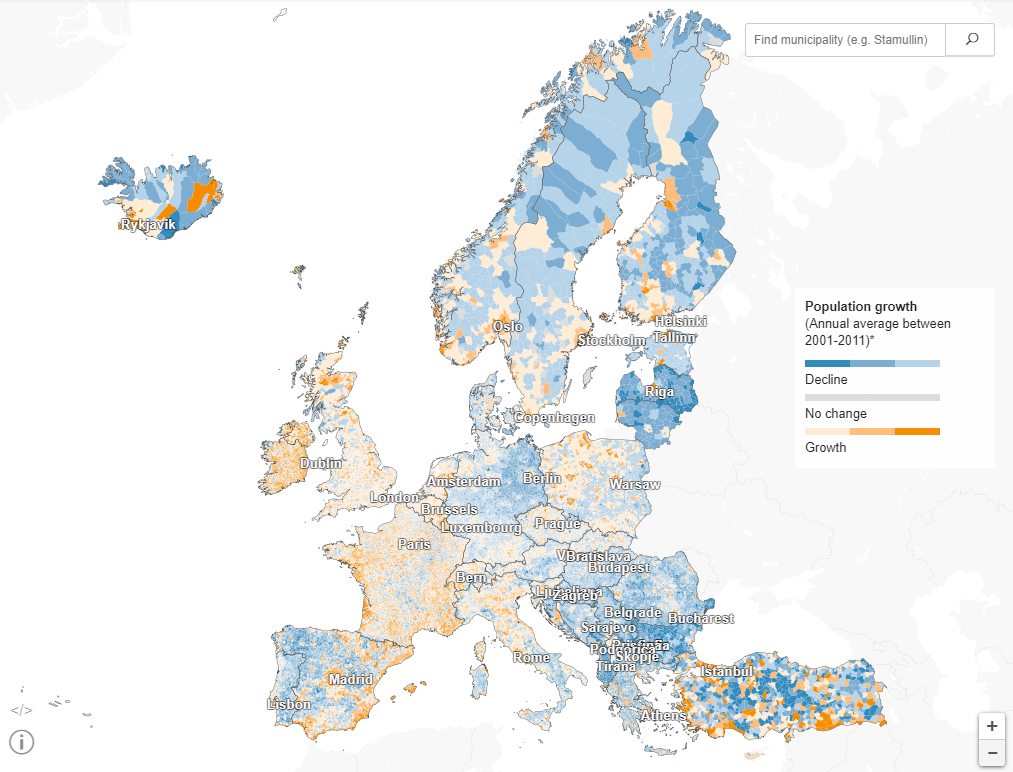 Find municipality (e.g. Stamullin)
Rykjavik
Population growth
(Annual average between
2001-2011)*
Decline
No change
Growth
Oslo
Helsinki
Stockholm
Tallinn
Riga
Copenhagen
Dublin
Amsterdam
Berlin
Warsaw
London
Brussels
Luxembourg
Prague
Paris
Bratislava
Budapest
Bern
Zagreb
Belgrade
Bucharest
Sarajevo
Skopje
Tirana
Rome
Madrid
Istanbul
Lisbon
Athens
</>
i
+
−